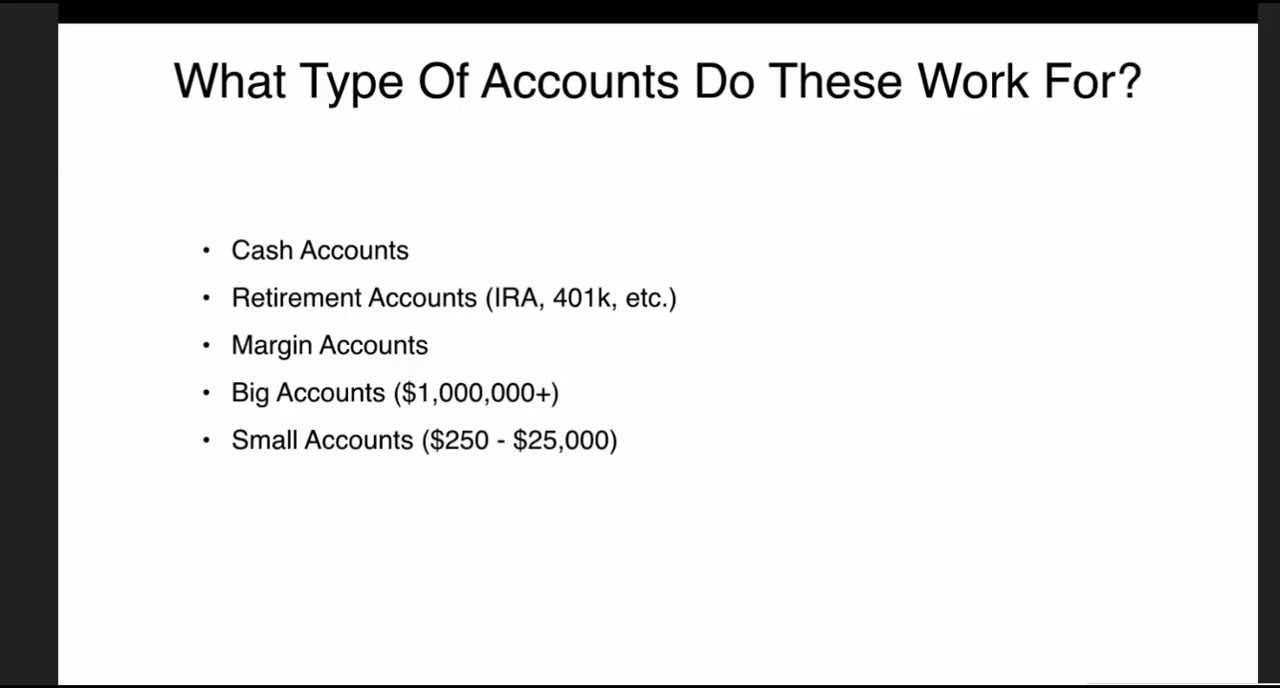 What Type Of Accounts Do These Work For?
• Cash Accounts
• Retirement Accounts (IRA, 401k, etc.)
• Margin Accounts
• Big Accounts ($1,000,000+)
• Small Accounts ($250 - $25,000)